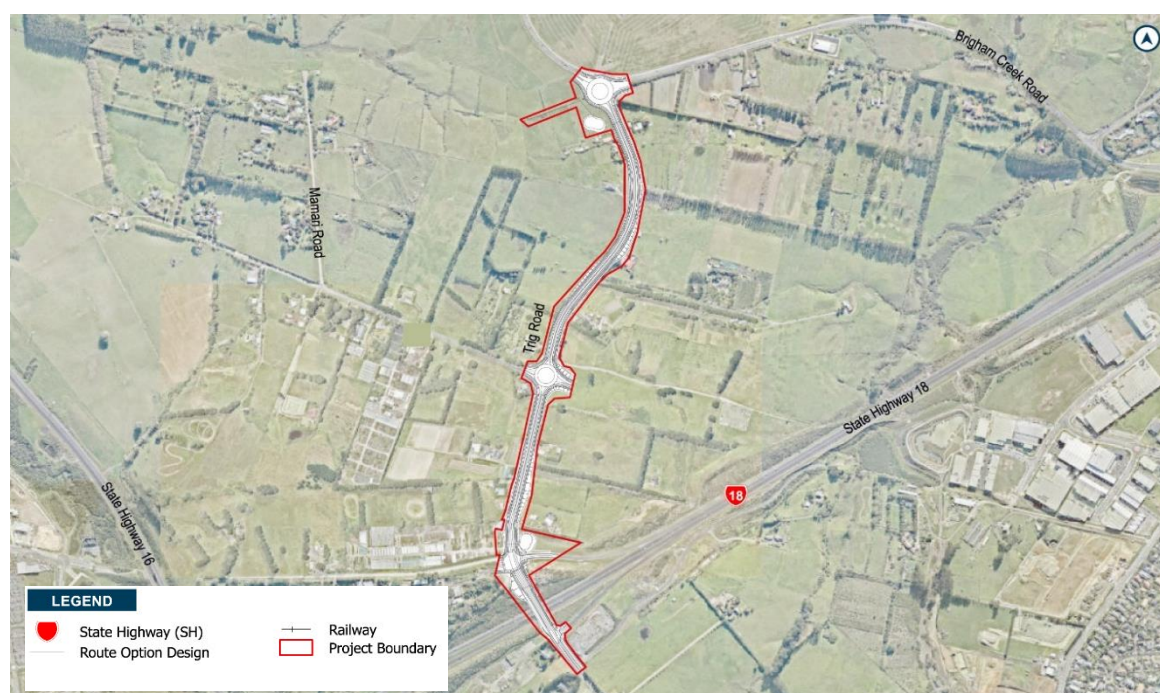 Brigham Creek Road
Mamari Road
Trig Road
State Highway 18
18
State Highway 16
LEGEND
State Highway (SH)
Route Option Design
Railway
Project Boundary